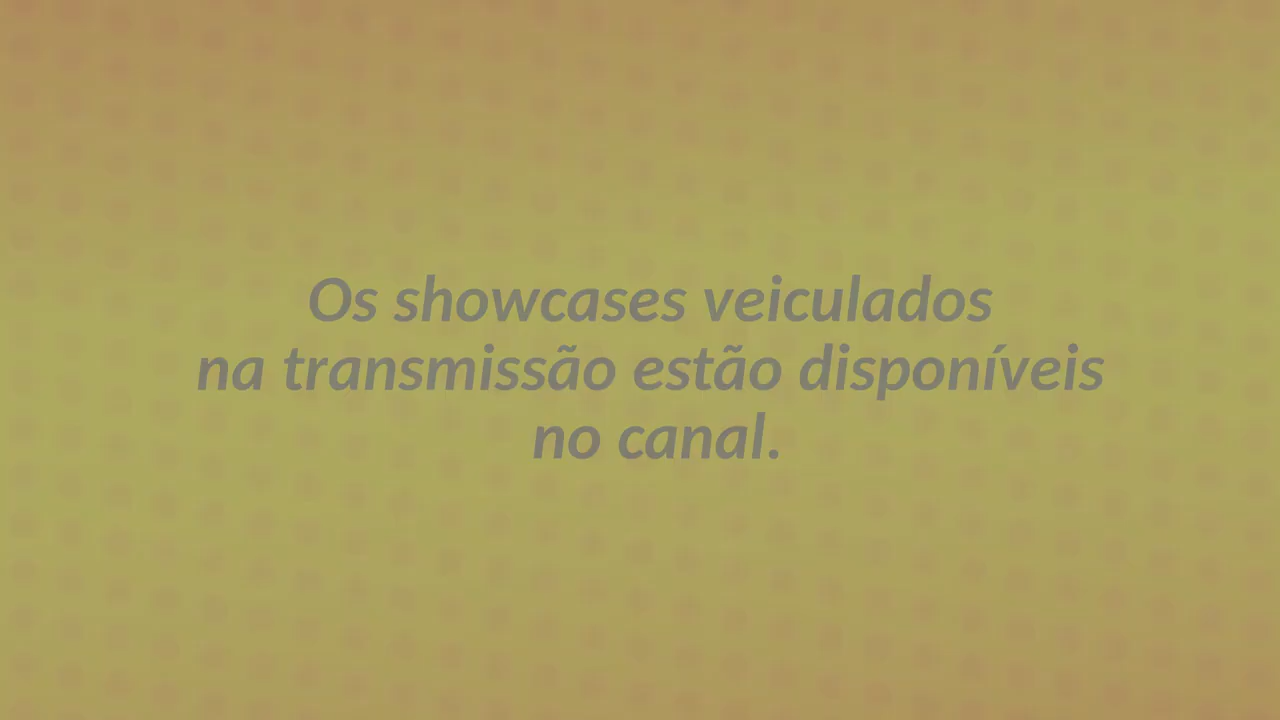 Os showcases veiculados
na transmissão estão disponíveis
no canal.